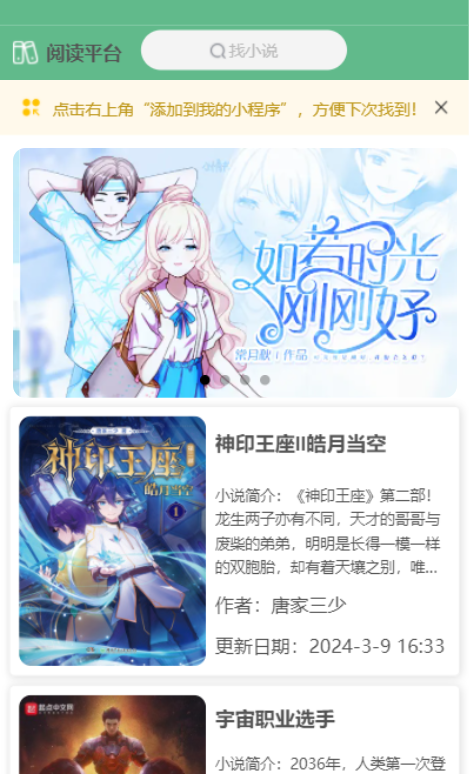 阅读平台
找小说
点击右上角“添加到我的小程序”，方便下次找到！
如若时光
刚刚好
棠月献 | 作品
神印王座
皓月当空
1
神印王座II皓月当空
小说简介：《神印王座》第二部！
龙生两子亦有不同，天才的哥哥与
废柴的弟弟，明明是长得一模一样
的双胞胎，却有着天壤之别，唯...
作者：唐家三少
更新日期：2024-3-9 16:33
起点中文网
宇宙职业选手
小说简介：2036年，人类第一次登